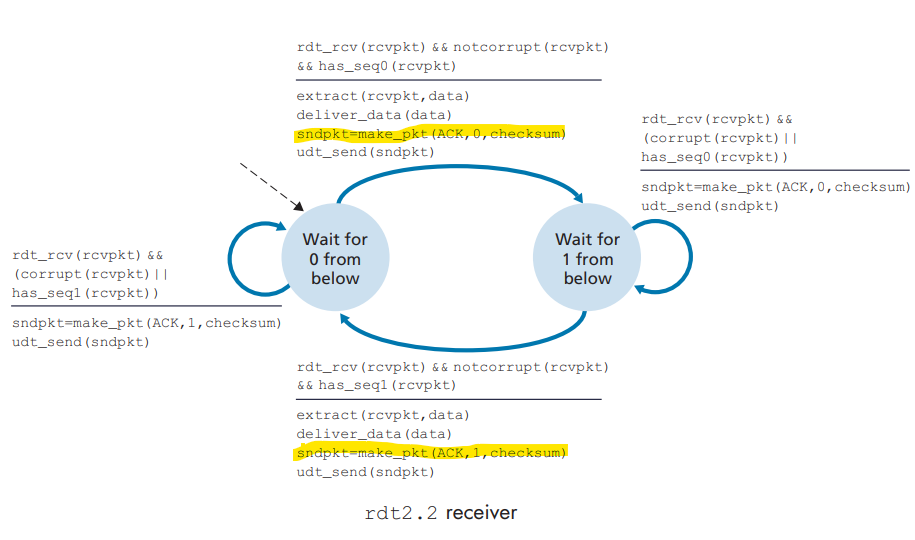 rdt_rcv(rcvpkt) && notcorrupt(rcvpkt)
&& has_seq0(rcvpkt)
extract(rcvpkt,data)
deliver_data(data)
sndpkt=make_pkt(ACK,0,checksum)
udt_send(sndpkt)
rdt_rcv(rcvpkt) &&
(corrupt(rcvpkt)||
has_seq0(rcvpkt))
sndpkt=make_pkt(ACK,0,checksum)
udt_send(sndpkt)
Wait for
0 from
below
Wait for
1 from
below
rdt_rcv(rcvpkt) &&
(corrupt(rcvpkt)||
has_seq1(rcvpkt))
sndpkt=make_pkt(ACK,1,checksum)
udt_send(sndpkt)
rdt_rcv(rcvpkt) && notcorrupt(rcvpkt)
&& has_seq1(rcvpkt)
extract(rcvpkt,data)
deliver_data(data)
sndpkt=make_pkt(ACK,1,checksum)
udt_send(sndpkt)
rdt2.2 receiver